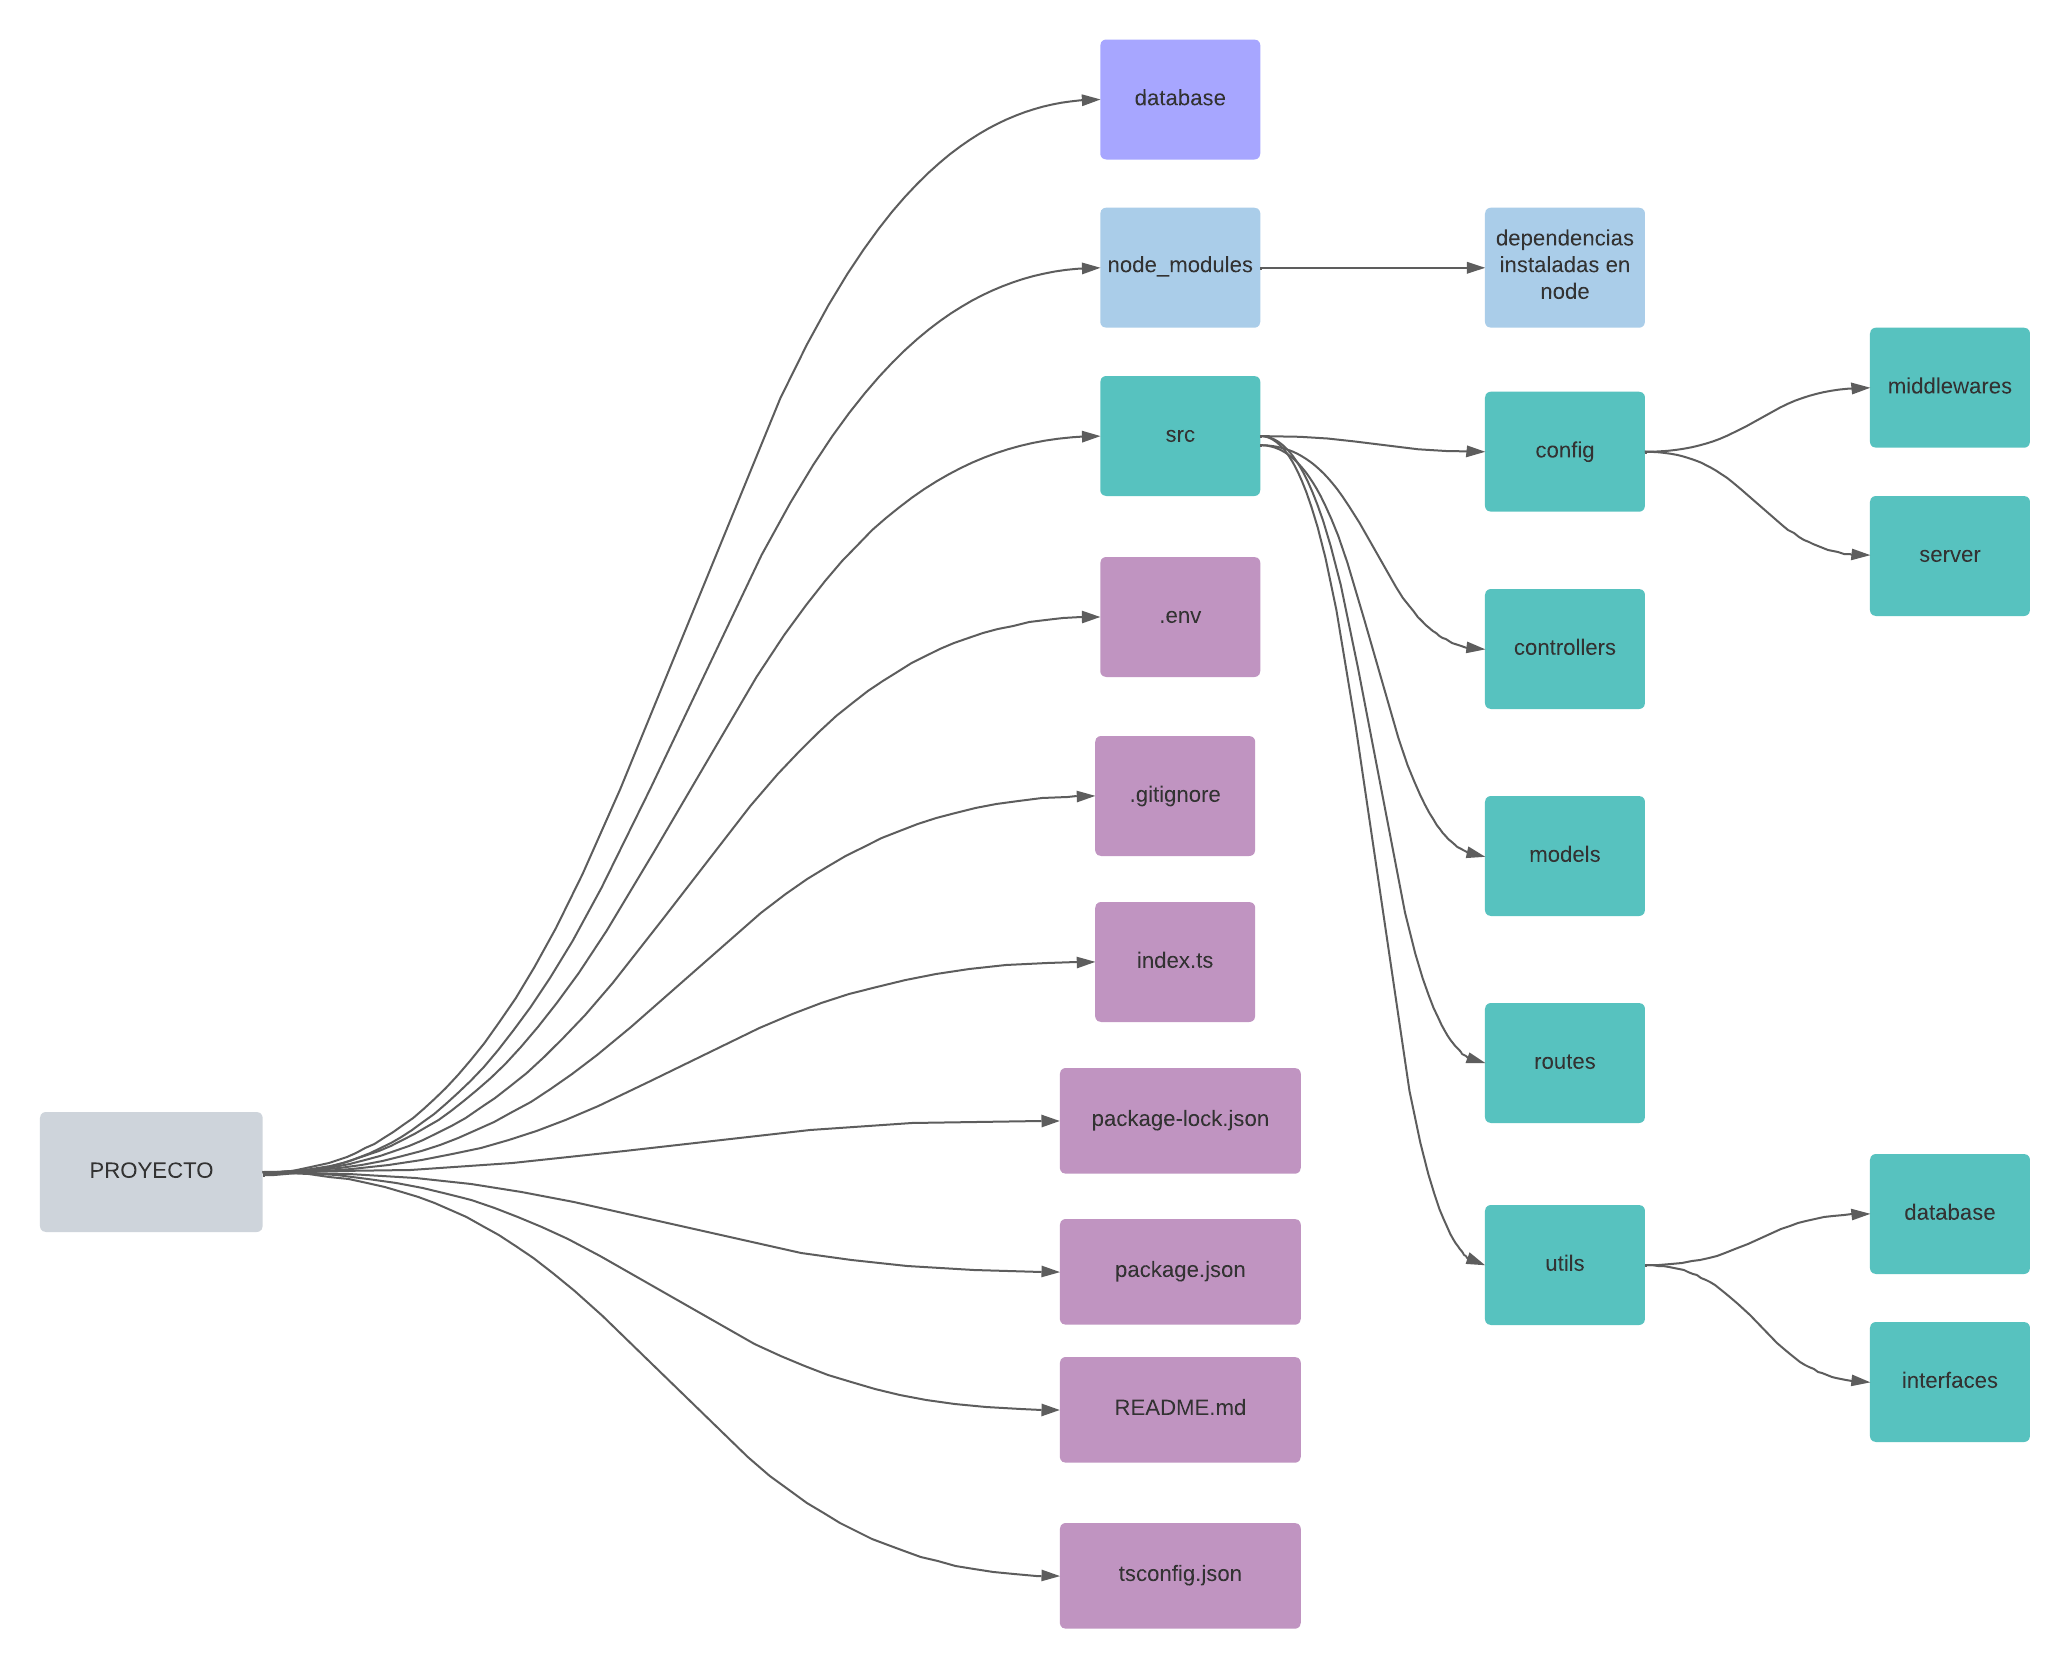 PROYECTO
database
node_modules
src
.env
.gitignore
index.ts
package-lock.json
package.json
README.md
tsconfig.json
dependencias
instaladas en
node
config
controllers
models
routes
utils
middlewares
server
database
interfaces